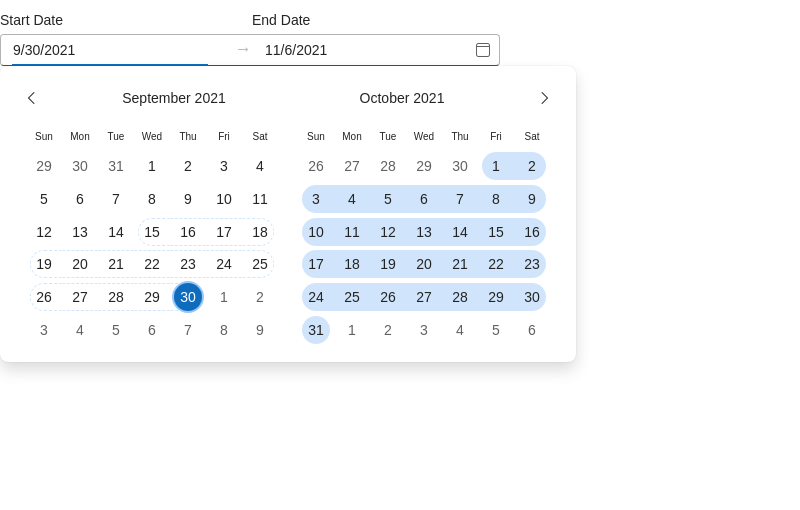 Start Date End Date
9/30/2021 → 11/6/2021
September 2021 October 2021
Sun Mon Tue Wed Thu Fri Sat Sun Mon Tue Wed Thu Fri Sat
29 30 31 1 2 3 4 26 27 28 29 30 1 2
5 6 7 8 9 10 11 3 4 5 6 7 8 9
12 13 14 15 16 17 18 10 11 12 13 14 15 16
19 20 21 22 23 24 25 17 18 19 20 21 22 23
26 27 28 29 30 1 2 24 25 26 27 28 29 30
3 4 5 6 7 8 9 31 1 2 3 4 5 6